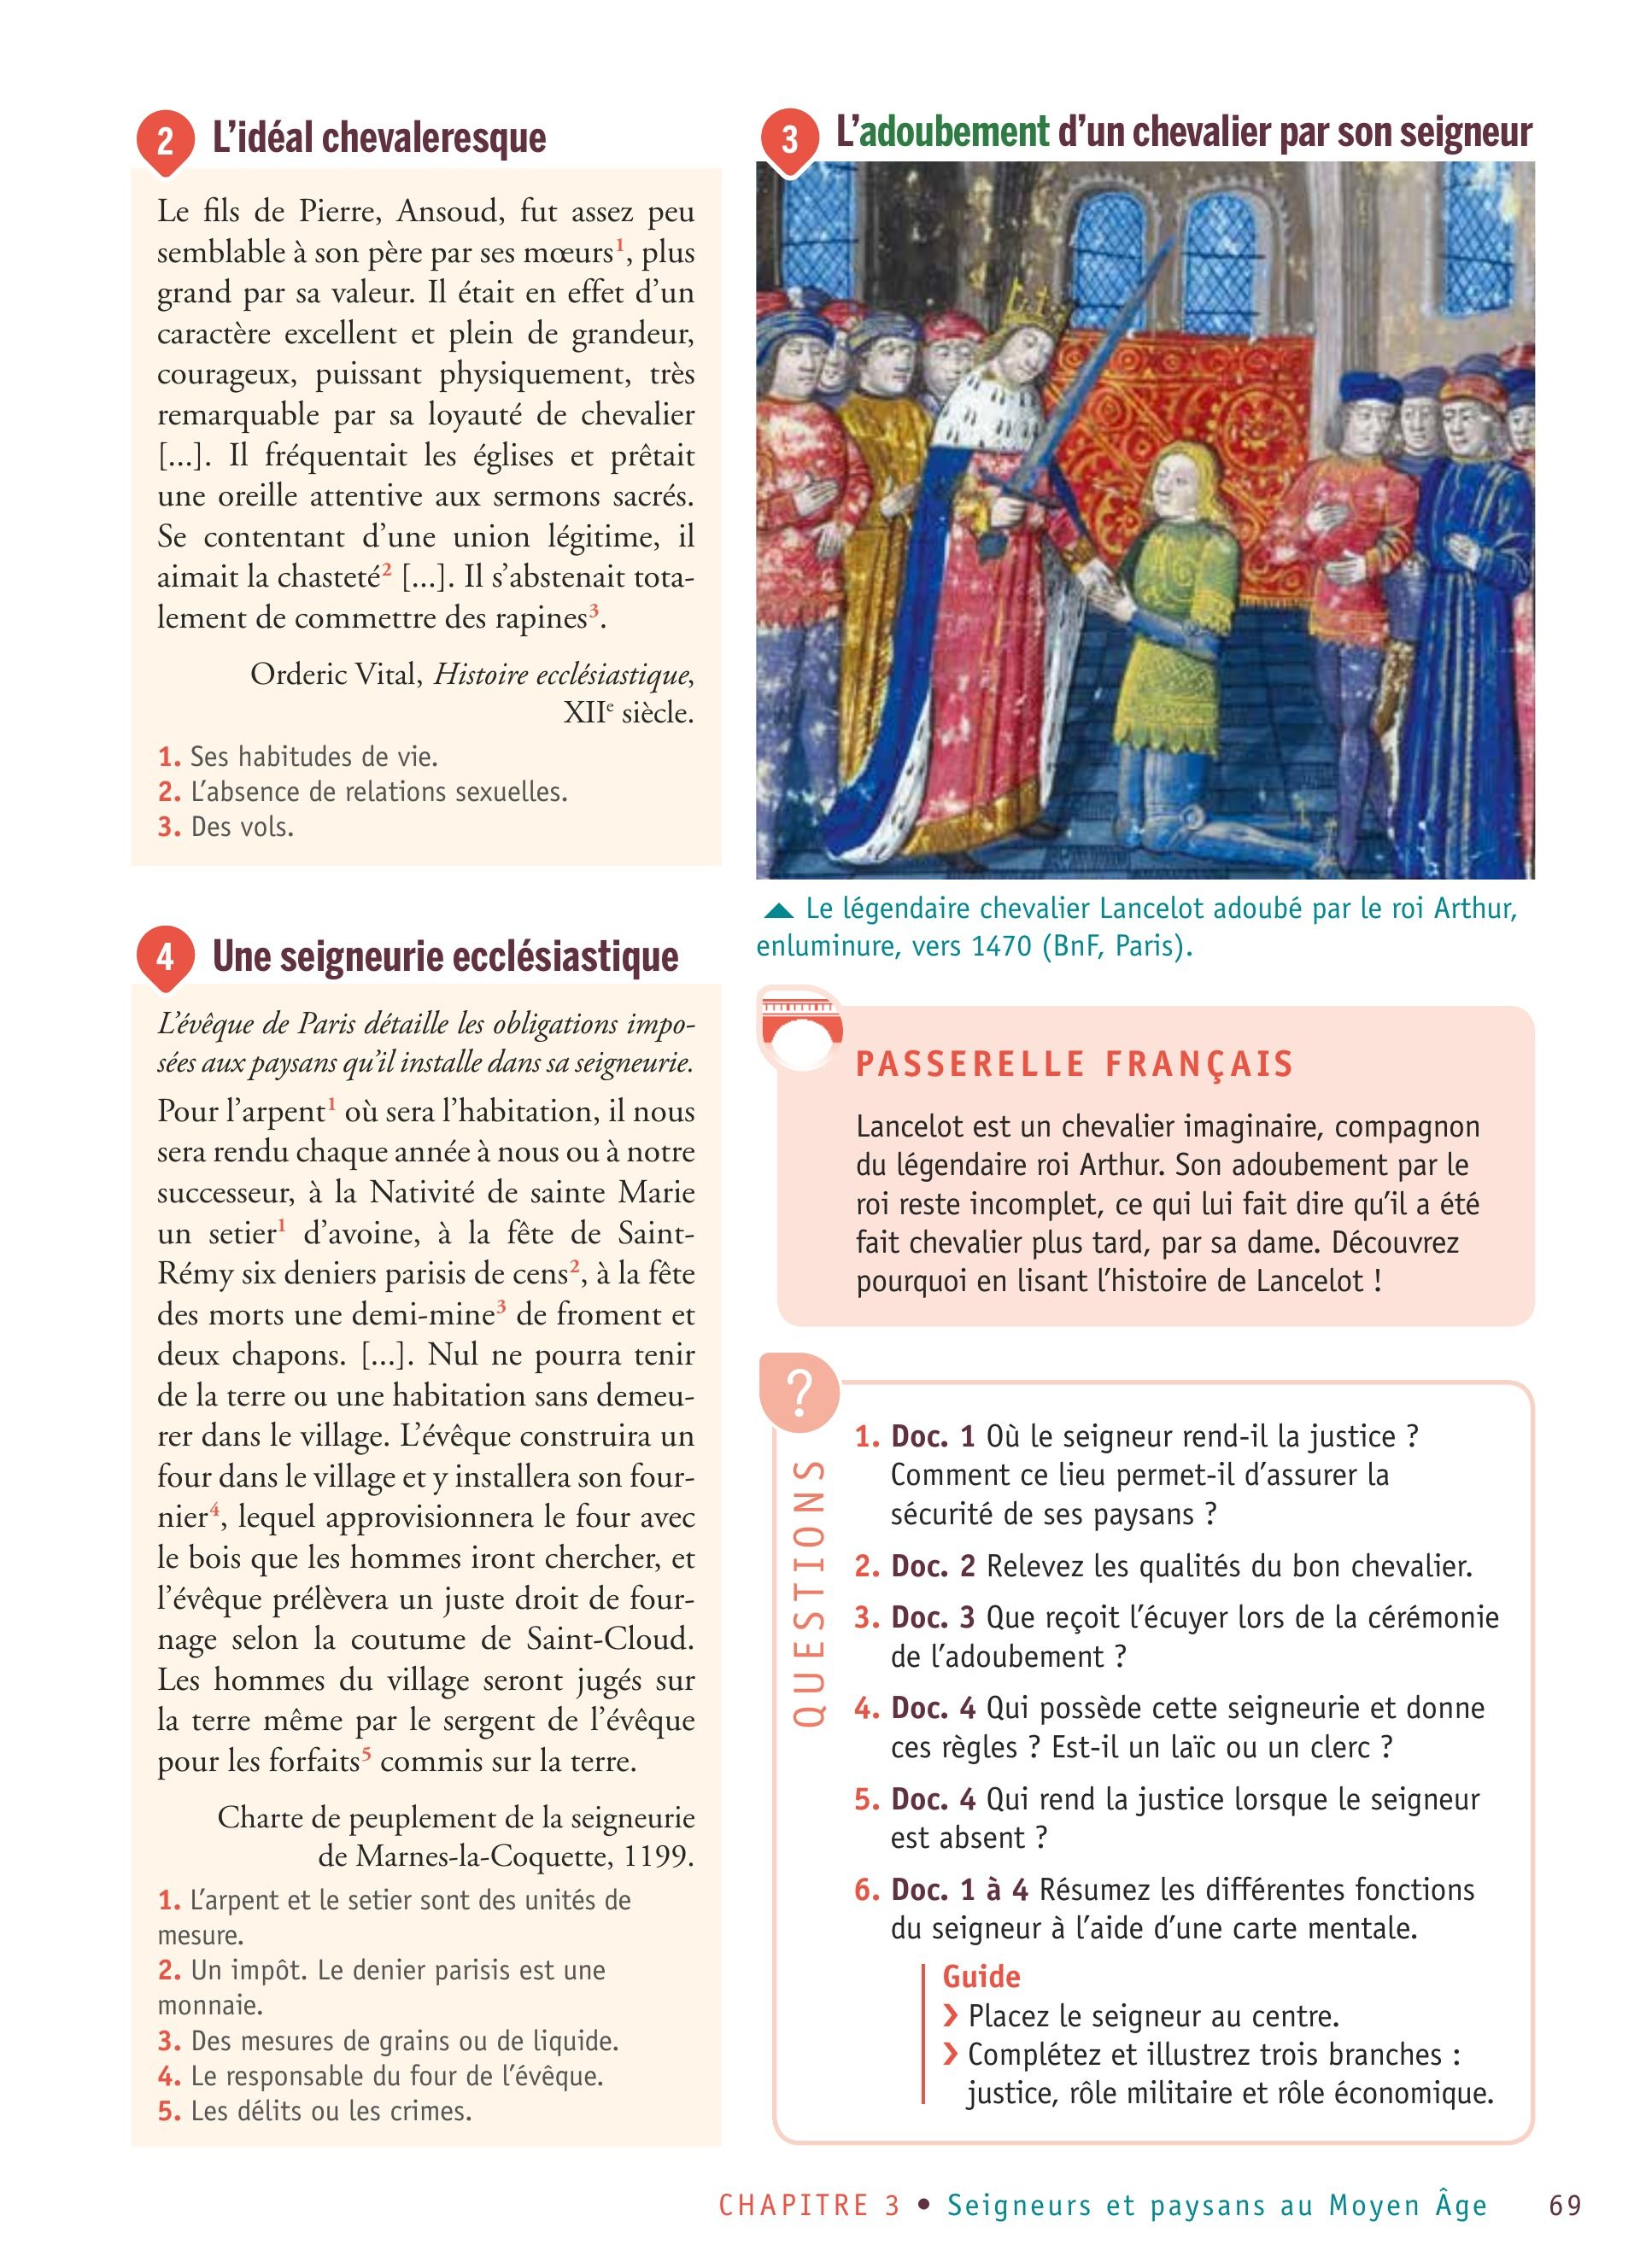 2 L'idéal chevaleresque
Le fils de Pierre, Ansoud, fut assez peu
semblable à son père par ses mœurs¹, plus
grand par sa valeur. Il était en effet d'un
caractère excellent et plein de grandeur,
courageux, puissant physiquement, très
remarquable par sa loyauté de chevalier
[...]. Il fréquentait les églises et prêtait
une oreille attentive aux sermons sacrés.
Se contentant d'une union légitime, il
aimait la chasteté² [...]. Il s'abstenait tota-
lement de commettre des rapines³.
Orderic Vital, Histoire ecclésiastique,
XIIe siècle.
1. Ses habitudes de vie.
2. L'absence de relations sexuelles.
3. Des vols.
4 Une seigneurie ecclésiastique
L'évêque de Paris détaille les obligations impo-
sées aux paysans qu'il installe dans sa seigneurie.
Pour l'arpent¹ où sera l'habitation, il nous
sera rendu chaque année à nous ou à notre
successeur, à la Nativité de sainte Marie
un setier¹ d'avoine, à la fête de Saint-
Rémy six deniers parisis de cens², à la fête
des morts une demi-mine³ de froment et
deux chapons. [...]. Nul ne pourra tenir
de la terre ou une habitation sans demeu-
rer dans le village. L'évêque construira un
four dans le village et y installera son four-
nier⁴, lequel approvisionnera le four avec
le bois que les hommes iront chercher, et
l'évêque prélèvera un juste droit de four-
nage selon la coutume de Saint-Cloud.
Les hommes du village seront jugés sur
la terre même par le sergent de l'évêque
pour les forfaits⁵ commis sur la terre.
Charte de peuplement de la seigneurie
de Marnes-la-Coquette, 1199.
1. L'arpent et le setier sont des unités de
mesure.
2. Un impôt. Le denier parisis est une
monnaie.
3. Des mesures de grains ou de liquide.
4. Le responsable du four de l'évêque.
5. Les délits ou les crimes.
3 L'adoubement d'un chevalier par son seigneur
Le légendaire chevalier Lancelot adoubé par le roi Arthur,
enluminure, vers 1470 (BnF, Paris).
PASSERELLE FRANÇAIS
Lancelot est un chevalier imaginaire, compagnon
du légendaire roi Arthur. Son adoubement par le
roi reste incomplet, ce qui lui fait dire qu'il a été
fait chevalier plus tard, par sa dame. Découvrez
pourquoi en lisant l'histoire de Lancelot !
?
QUESTIONS
1. Doc. 1 Où le seigneur rend-il la justice ?
Comment ce lieu permet-il d'assurer la
sécurité de ses paysans ?
2. Doc. 2 Relevez les qualités du bon chevalier.
3. Doc. 3 Que reçoit l'écuyer lors de la cérémonie
de l'adoubement ?
4. Doc. 4 Qui possède cette seigneurie et donne
ces règles ? Est-il un laïc ou un clerc ?
5. Doc. 4 Qui rend la justice lorsque le seigneur
est absent ?
6. Doc. 1 à 4 Résumez les différentes fonctions
du seigneur à l'aide d'une carte mentale.
Guide
› Placez le seigneur au centre.
› Complétez et illustrez trois branches :
justice, rôle militaire et rôle économique.
CHAPITRE 3 • Seigneurs et paysans au Moyen Âge 69